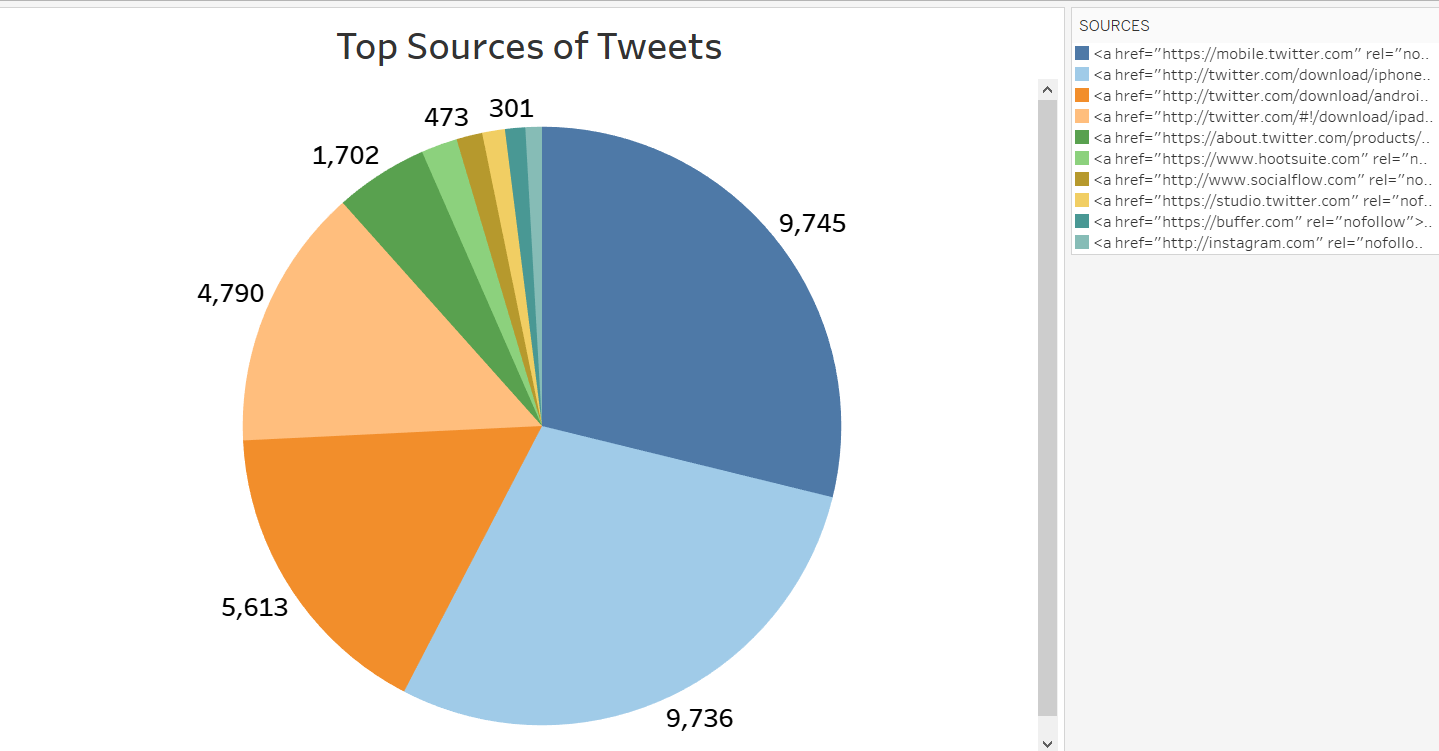 Top Sources of Tweets
473
301
1,702
9,745
4,790
5,613
9,736
SOURCES
<a href="https://mobile.twitter.com" rel="no..
<a href="http://twitter.com/download/iphone..
<a href="http://twitter.com/download/androi..
<a href="http://twitter.com/#!/download/ipad..
<a href="https://about.twitter.com/products/..
<a href="https://www.hootsuite.com" rel="n..
<a href="http://www.socialflow.com" rel="no..
<a href="https://studio.twitter.com" rel="nof..
<a href="https://buffer.com" rel="nofollow">..
<a href="http://instagram.com" rel="nofollo..